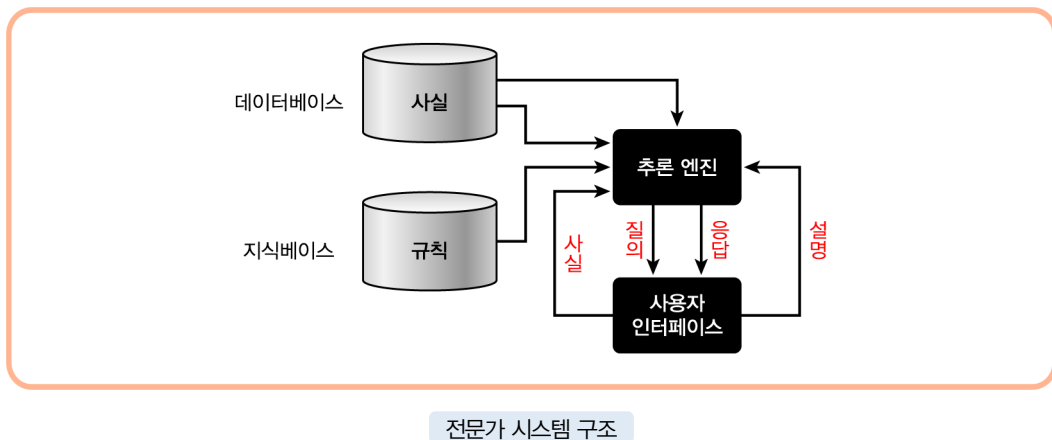 데이터베이스
사실
추론 엔진
지식베이스
규칙
사실
질의
응답
설명
사용자
인터페이스
전문가 시스템 구조